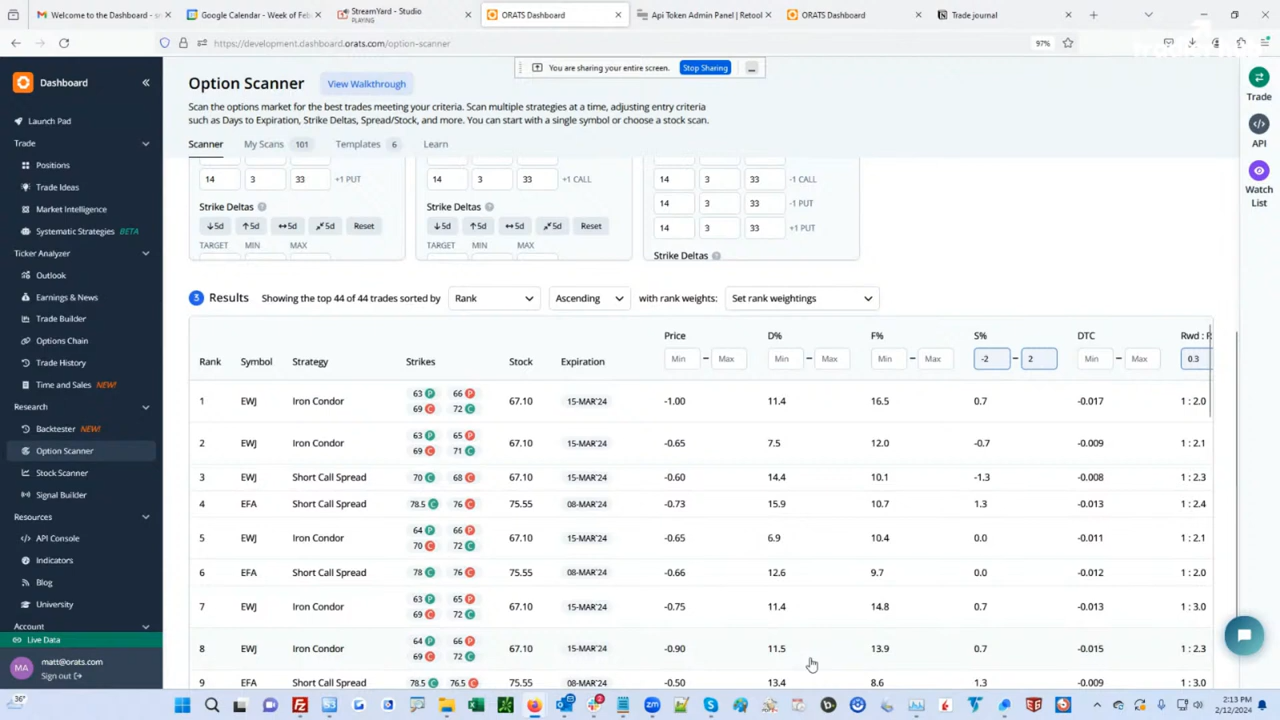 Welcome to the Dashboard - s
Google Calendar - Week of Feb
StreamYard - Studio
PLAYING
ORATS Dashboard
Api Token Admin Panel | Retool
ORATS Dashboard
Trade journal
https://development.dashboard.orats.com/option-scanner
97%
Dashboard
Launch Pad
Trade
Positions
Trade Ideas
Market Intelligence
Systematic Strategies BETA
Ticker Analyzer
Outlook
Earnings & News
Trade Builder
Options Chain
Trade History
Time and Sales NEW!
Research
Backtester NEW!
Option Scanner
Stock Scanner
Signal Builder
Resources
API Console
Indicators
Blog
University
Account
Live Data
MA
matt@orats.com
Sign out
You are sharing your entire screen. Stop Sharing
Option Scanner View Walkthrough
Scan the options market for the best trades meeting your criteria. Scan multiple strategies at a time, adjusting entry criteria
such as Days to Expiration, Strike Deltas, Spread/Stock, and more. You can start with a single symbol or choose a stock scan.
Scanner My Scans 101 Templates 6 Learn
14 3 33 +1 PUT
Strike Deltas
↓5d ↑5d ↔5d 5d Reset
TARGET MIN MAX
14 3 33 +1 CALL
Strike Deltas
↓5d ↑5d ↔5d 5d Reset
TARGET MIN MAX
14 3 33 -1 CALL
14 3 33 -1 PUT
14 3 33 +1 PUT
Strike Deltas
3 Results Showing the top 44 of 44 trades sorted by Rank Ascending with rank weights: Set rank weightings
Rank Symbol Strategy Strikes Stock Expiration Price D% F% S% DTC Rwd : R
Min – Max Min – Max Min – Max -2 – 2 Min – Max 0.3
1 EWJ Iron Condor 63 P 66 P 69 C 72 C 67.10 15-MAR'24 -1.00 11.4 16.5 0.7 -0.017 1 : 2.0
2 EWJ Iron Condor 63 P 65 P 69 C 71 C 67.10 15-MAR'24 -0.65 7.5 12.0 -0.7 -0.009 1 : 2.1
3 EWJ Short Call Spread 70 C 68 C 67.10 15-MAR'24 -0.60 14.4 10.1 -1.3 -0.008 1 : 2.3
4 EFA Short Call Spread 78.5 C 76 C 75.55 08-MAR'24 -0.73 15.9 10.7 1.3 -0.013 1 : 2.4
5 EWJ Iron Condor 64 P 66 P 70 C 72 C 67.10 15-MAR'24 -0.65 6.9 10.4 0.0 -0.011 1 : 2.1
6 EFA Short Call Spread 78 C 76 C 75.55 08-MAR'24 -0.66 12.6 9.7 0.0 -0.012 1 : 2.0
7 EWJ Iron Condor 63 P 65 P 69 C 72 C 67.10 15-MAR'24 -0.75 11.4 14.8 0.7 -0.013 1 : 3.0
8 EWJ Iron Condor 64 P 66 P 69 C 72 C 67.10 15-MAR'24 -0.90 11.5 13.9 0.7 -0.015 1 : 2.3
9 EFA Short Call Spread 78.5 C 76.5 C 75.55 08-MAR'24 -0.50 13.4 8.6 1.3 -0.009 1 : 3.0
Trade
API
Watch
List
36°
2:13 PM
2/12/2024